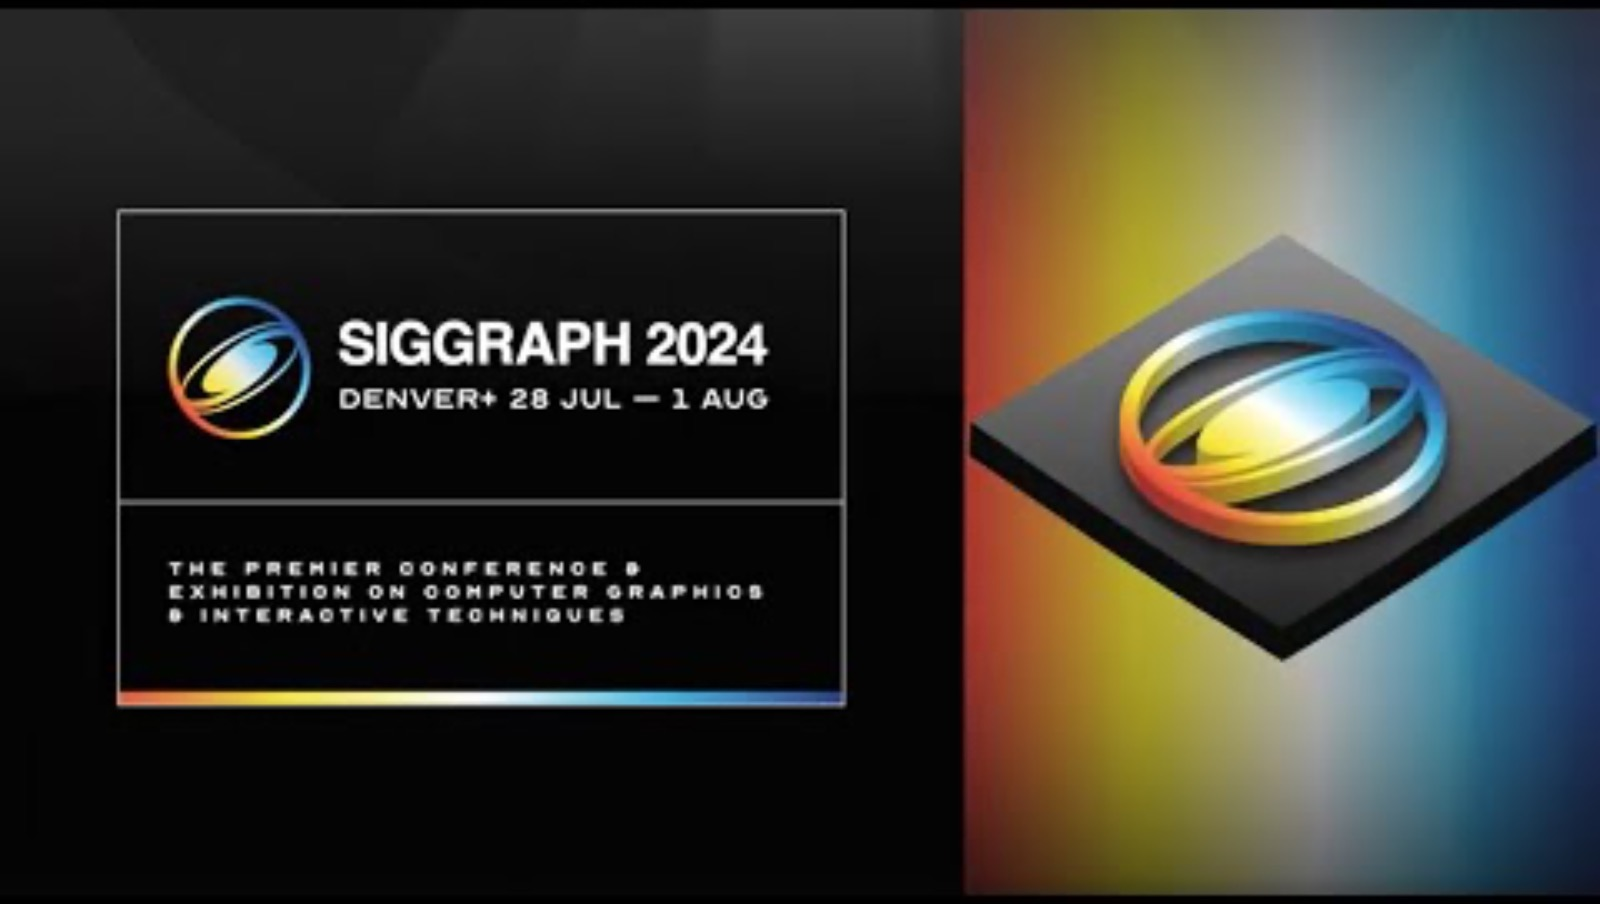 SIGGRAPH 2024
DENVER+ 28 JUL — 1 AUG
THE PREMIER CONFERENCE &
EXHIBITION ON COMPUTER GRAPHICS
& INTERACTIVE TECHNIQUES